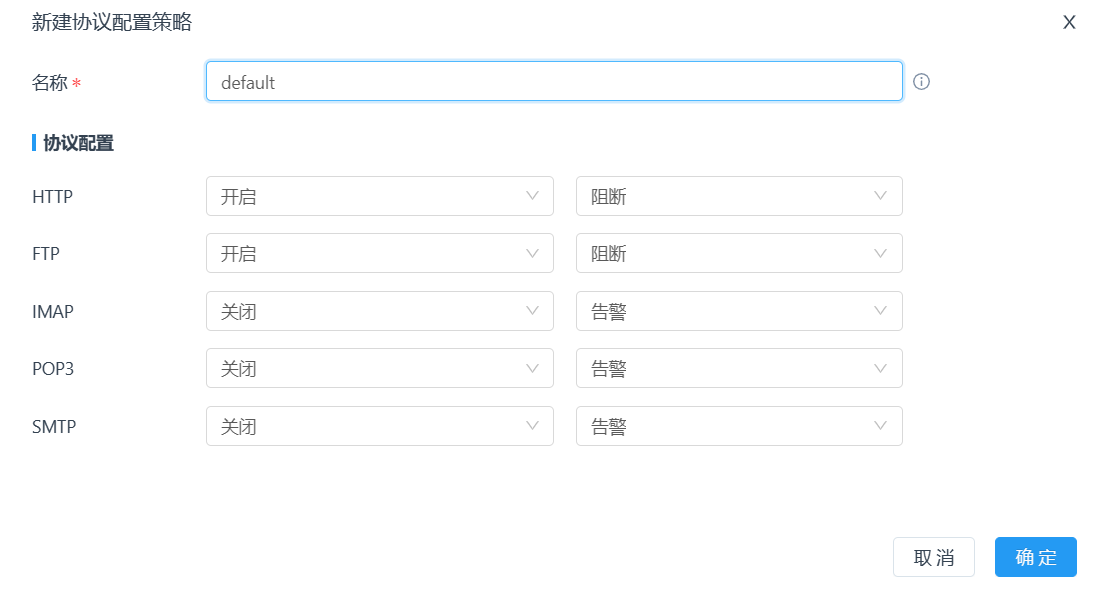 新建协议配置策略 X
名称 * default
协议配置
HTTP 开启 阻断
FTP 开启 阻断
IMAP 关闭 告警
POP3 关闭 告警
SMTP 关闭 告警
取消 确定